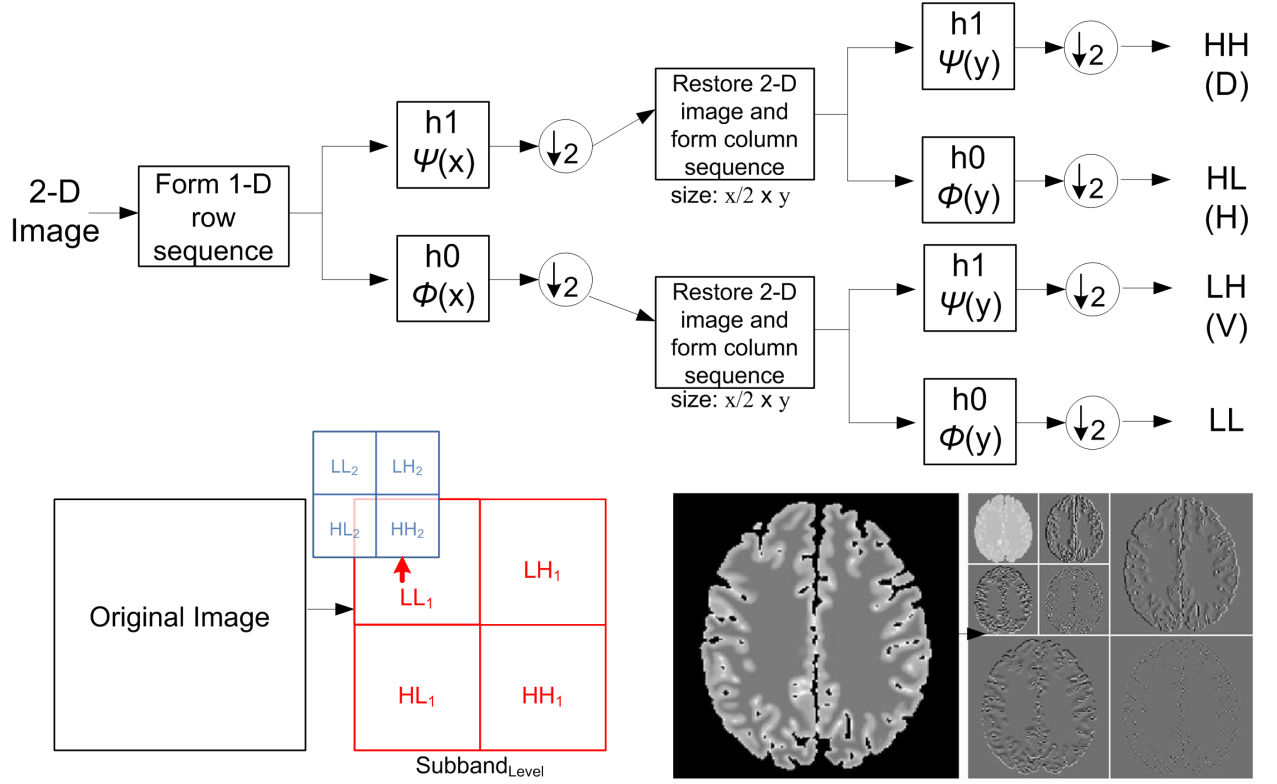 2-D
Image
Form 1-D
row
sequence
h1
Ψ(x)
↓2
h0
Φ(x)
↓2
Restore 2-D
image and
form column
sequence
size: x/2 x y
Restore 2-D
image and
form column
sequence
size: x/2 x y
h1
Ψ(y)
↓2
HH
(D)
h0
Φ(y)
↓2
HL
(H)
h1
Ψ(y)
↓2
LH
(V)
h0
Φ(y)
↓2
LL
Original Image
LL₂
LH₂
HL₂
HH₂
LL₁
LH₁
HL₁
HH₁
Subband_Level